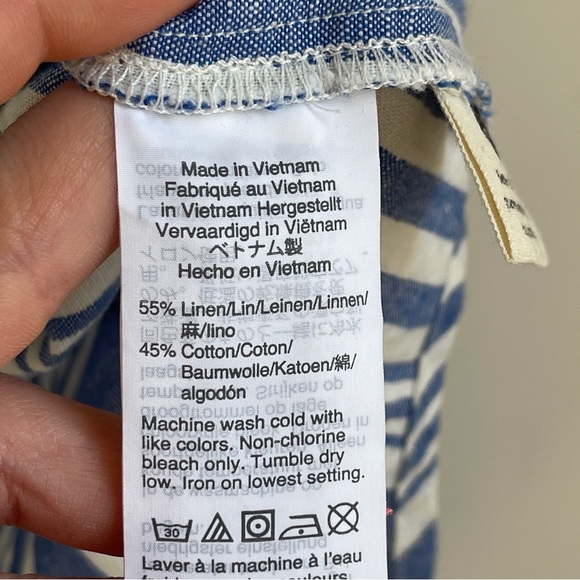 Made in Vietnam
Fabriqué au Vietnam
in Vietnam Hergestellt
Vervaardigd in Viëtnam
ベトナム製
Hecho en Vietnam
55% Linen/Lin/Leinen/Linnen/
麻/lino
45% Cotton/Coton/
Baumwolle/Katoen/綿/
algodón
Machine wash cold with
like colors. Non-chlorine
bleach only. Tumble dry
low. Iron on lowest setting.
30
Laver à la machine à l'eau